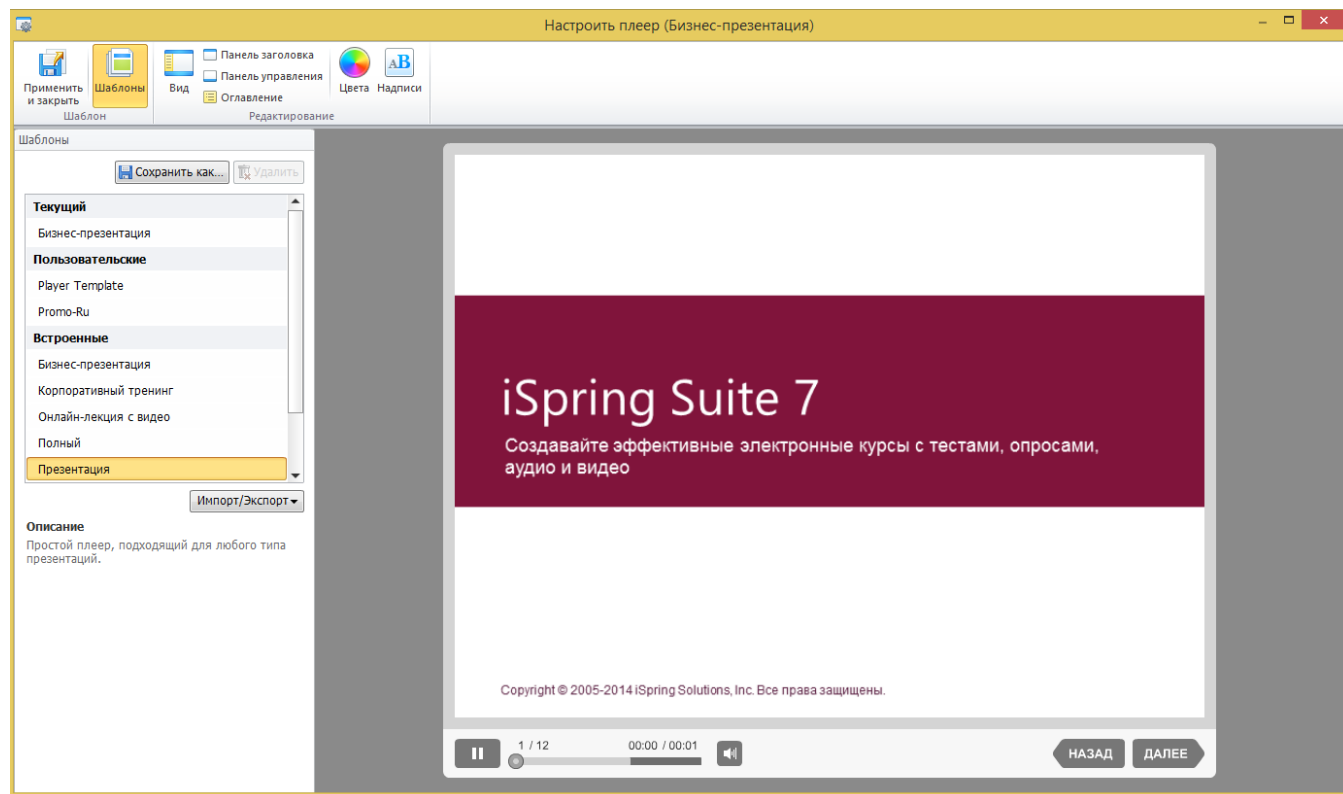 Настроить плеер (Бизнес-презентация)
Применить и закрыть
Шаблоны
Вид
Панель заголовка
Панель управления
Оглавление
Цвета
Надписи
Шаблон
Редактирование
Шаблоны
Сохранить как...
Удалить
Текущий
Бизнес-презентация
Пользовательские
Player Template
Promo-Ru
Встроенные
Бизнес-презентация
Корпоративный тренинг
Онлайн-лекция с видео
Полный
Презентация
Импорт/Экспорт
Описание
Простой плеер, подходящий для любого типа
презентаций.
iSpring Suite 7
Создавайте эффективные электронные курсы с тестами, опросами,
аудио и видео
Copyright © 2005-2014 iSpring Solutions, Inc. Все права защищены.
1 / 12
00:00 / 00:01
НАЗАД
ДАЛЕЕ